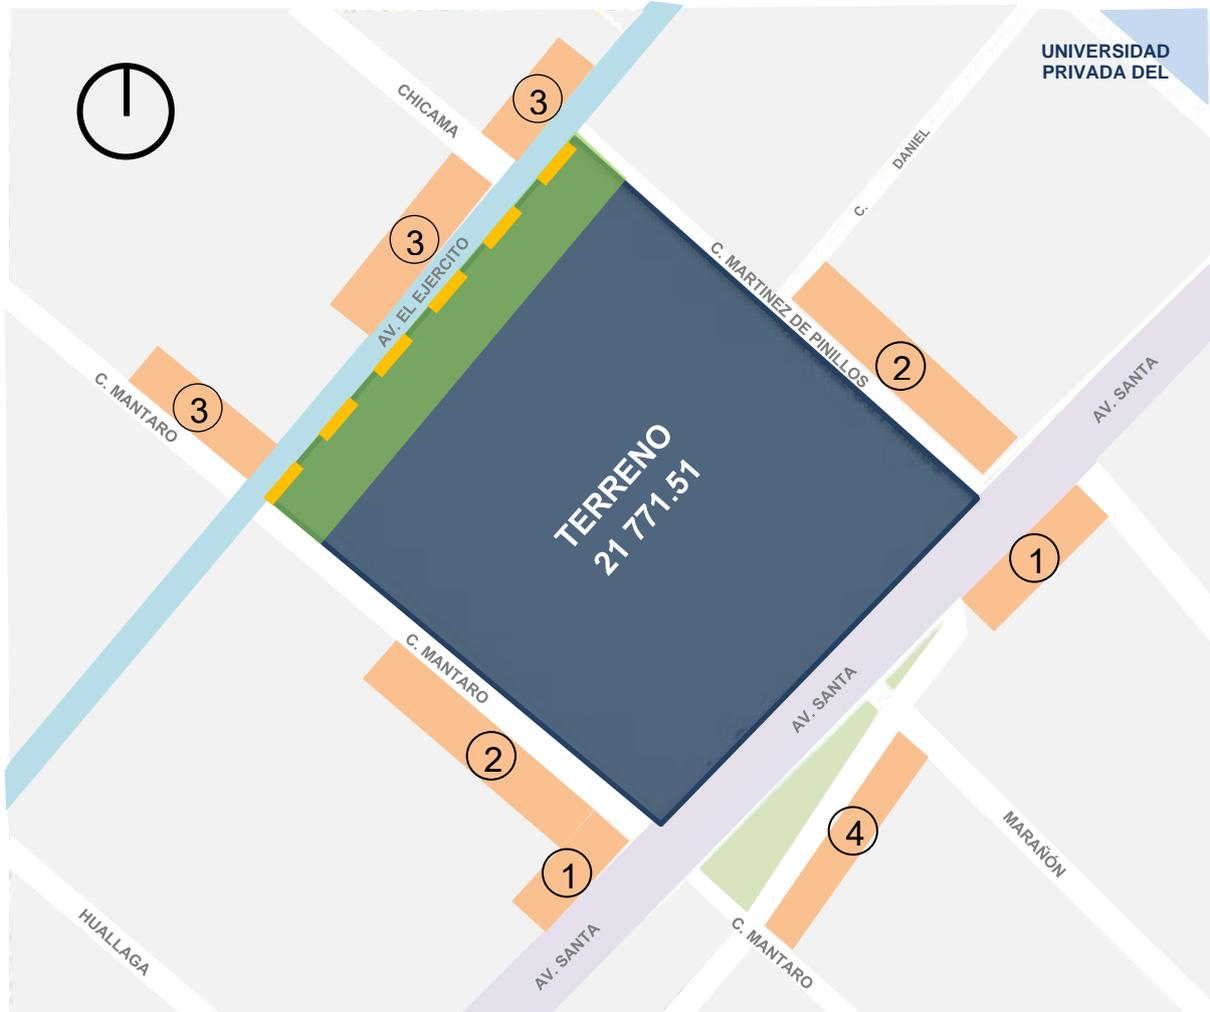 UNIVERSIDAD
PRIVADA DEL
CHICAMA
3
DANIEL
C.
3
AV. EL EJERCITO
C. MARTINEZ DE PINILLOS
2
AV. SANTA
C. MANTARO
3
TERRENO
21 771.51
1
C. MANTARO
AV. SANTA
2
4
1
MARAÑÓN
HUALLAGA
AV. SANTA
C. MANTARO